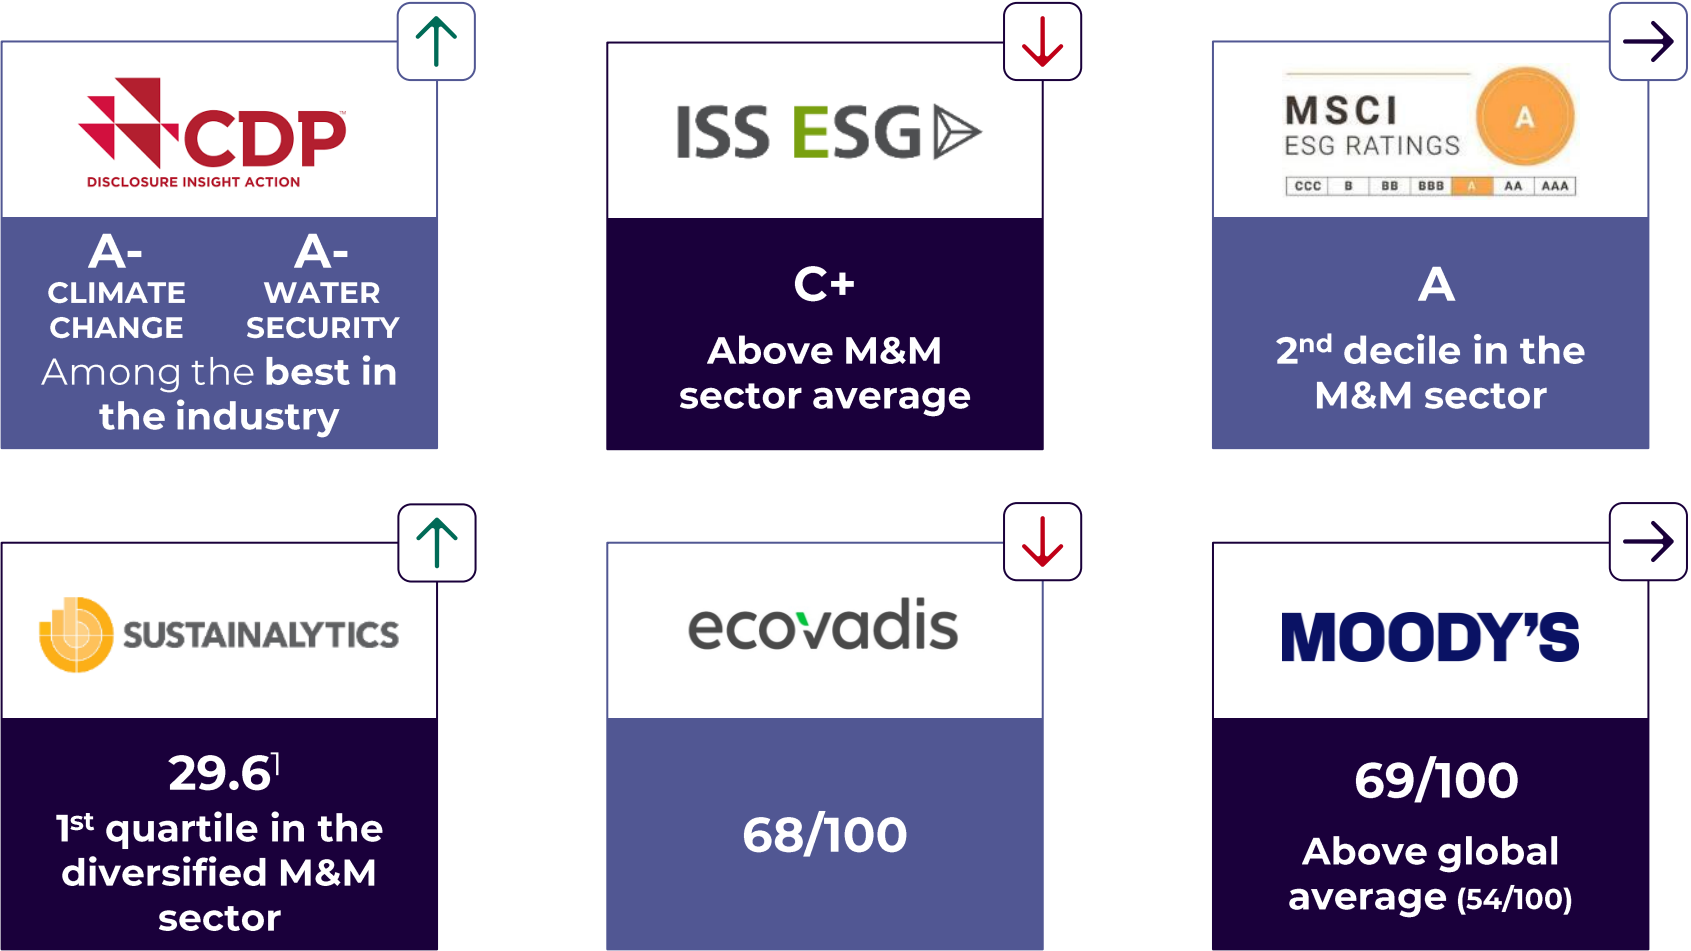 CDP™
DISCLOSURE INSIGHT ACTION
A-
CLIMATE
CHANGE
A-
WATER
SECURITY
Among the best in
the industry
ISS ESG
C+
Above M&M
sector average
MSCI
ESG RATINGS
A
CCC B BB BBB A AA AAA
A
2nd decile in the
M&M sector
SUSTAINALYTICS
29.6¹
1st quartile in the
diversified M&M
sector
ecovadis
68/100
MOODY'S
69/100
Above global
average (54/100)